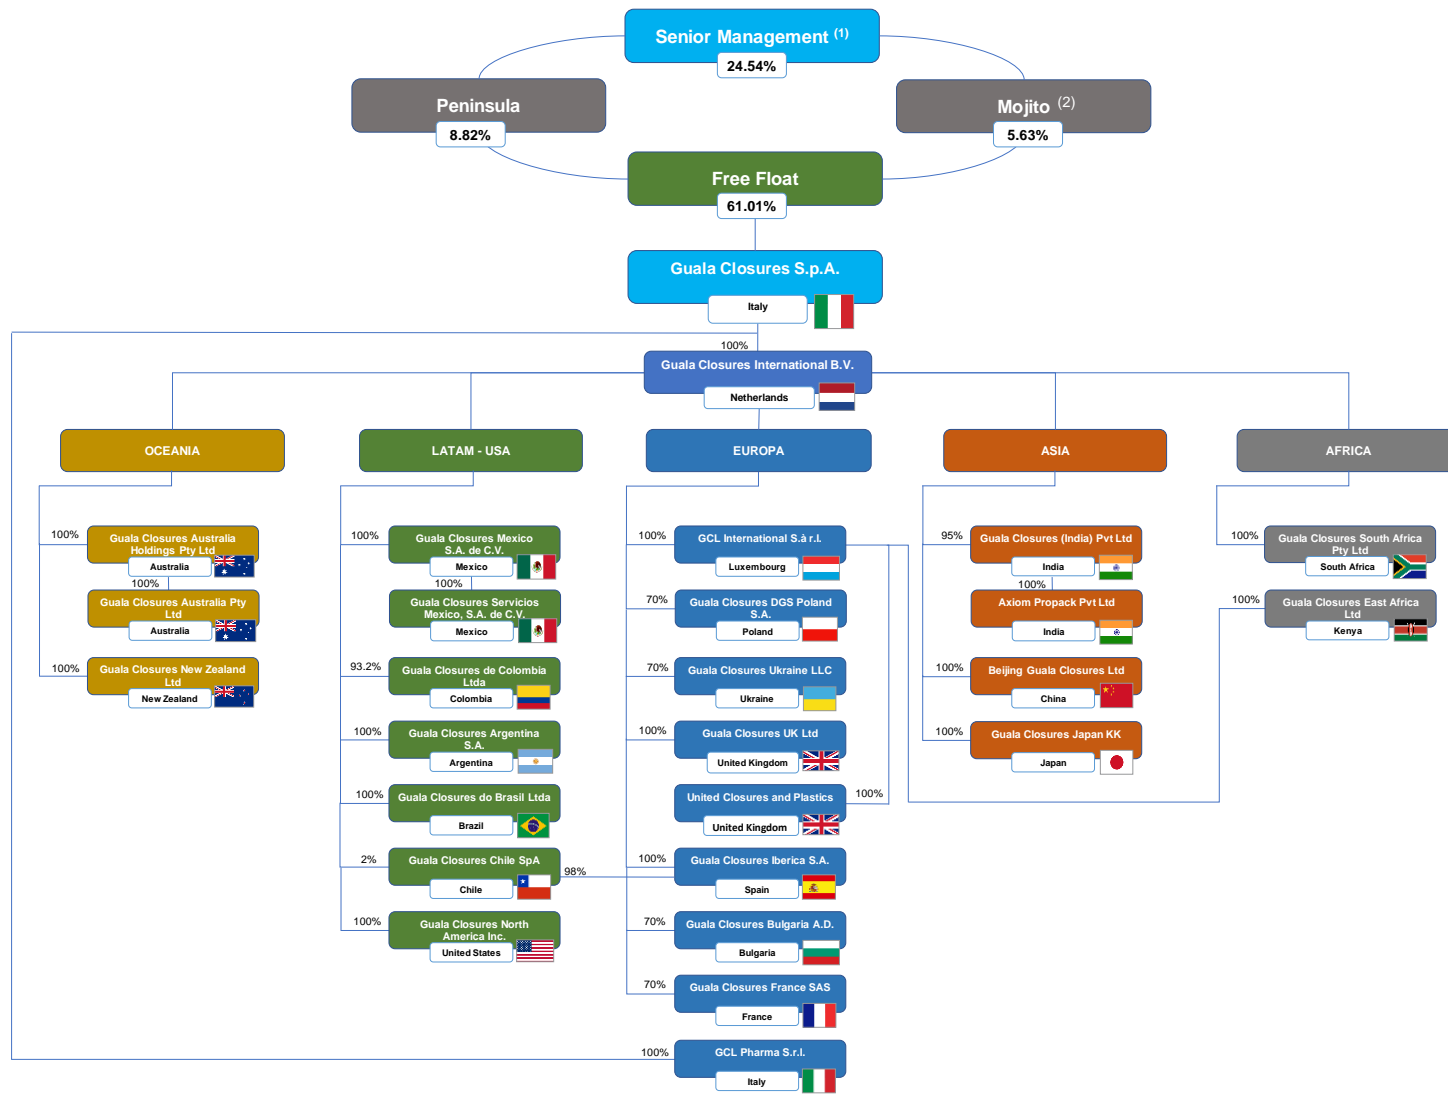 Senior Management (1)
24.54%
Peninsula
8.82%
Mojito (2)
5.63%
Free Float
61.01%
Guala Closures S.p.A.
Italy
100%
Guala Closures International B.V.
Netherlands
OCEANIA
100%
Guala Closures Australia
Holdings Pty Ltd
Australia
100%
Guala Closures Australia Pty
Ltd
Australia
100%
Guala Closures New Zealand
Ltd
New Zealand
LATAM - USA
100%
Guala Closures Mexico
S.A. de C.V.
Mexico
100%
Guala Closures Servicios
Mexico, S.A. de C.V.
Mexico
93.2%
Guala Closures de Colombia
Ltda
Colombia
100%
Guala Closures Argentina
S.A.
Argentina
100%
Guala Closures do Brasil Ltda
Brazil
2%
Guala Closures Chile SpA
Chile
98%
100%
Guala Closures North
America Inc.
United States
EUROPA
100%
GCL International S.à r.l.
Luxembourg
70%
Guala Closures DGS Poland
S.A.
Poland
70%
Guala Closures Ukraine LLC
Ukraine
100%
Guala Closures UK Ltd
United Kingdom
United Closures and Plastics
100%
United Kingdom
100%
Guala Closures Iberica S.A.
Spain
70%
Guala Closures Bulgaria A.D.
Bulgaria
70%
Guala Closures France SAS
France
100%
GCL Pharma S.r.l.
Italy
ASIA
95%
Guala Closures (India) Pvt Ltd
India
100%
Axiom Propack Pvt Ltd
India
100%
Beijing Guala Closures Ltd
China
100%
Guala Closures Japan KK
Japan
AFRICA
100%
Guala Closures South Africa
Pty Ltd
South Africa
100%
Guala Closures East Africa
Ltd
Kenya